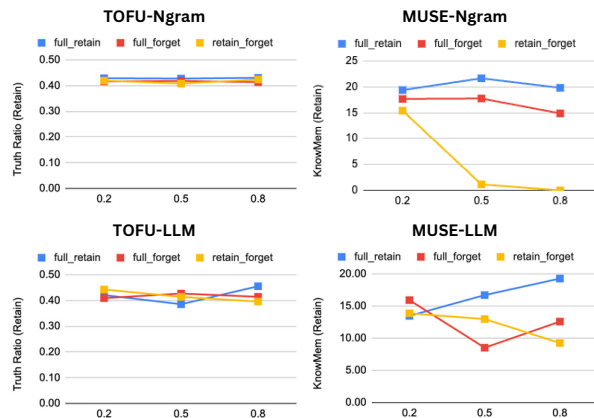 TOFU-Ngram
full_retain full_forget retain_forget
Truth Ratio (Retain)
0.50
0.40
0.30
0.20
0.10
0.00
0.2 0.5 0.8
MUSE-Ngram
full_retain full_forget retain_forget
KnowMem (Retain)
25
20
15
10
5
0
0.2 0.5 0.8
TOFU-LLM
full_retain full_forget retain_forget
Truth Ratio (Retain)
0.50
0.40
0.30
0.20
0.10
0.00
0.2 0.5 0.8
MUSE-LLM
full_retain full_forget retain_forget
KnowMem (Retain)
20.00
15.00
10.00
5.00
0.00
0.2 0.5 0.8